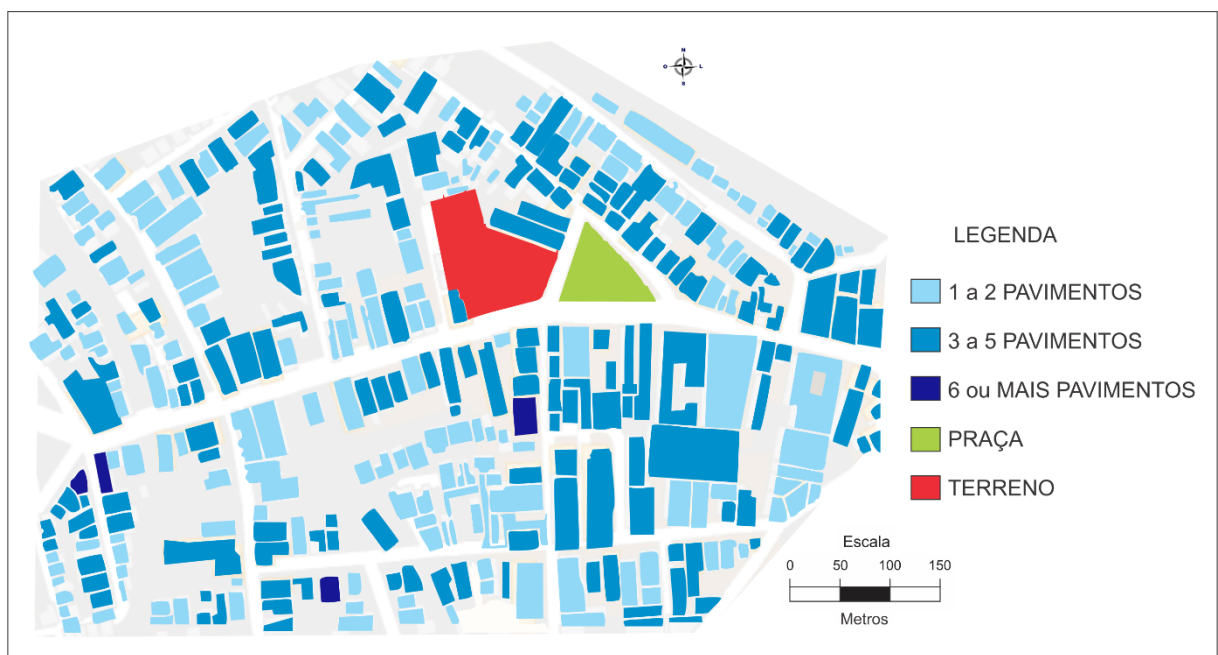 N
O L
S
LEGENDA
1 a 2 PAVIMENTOS
3 a 5 PAVIMENTOS
6 ou MAIS PAVIMENTOS
PRAÇA
TERRENO
Escala
0 50 100 150
Metros